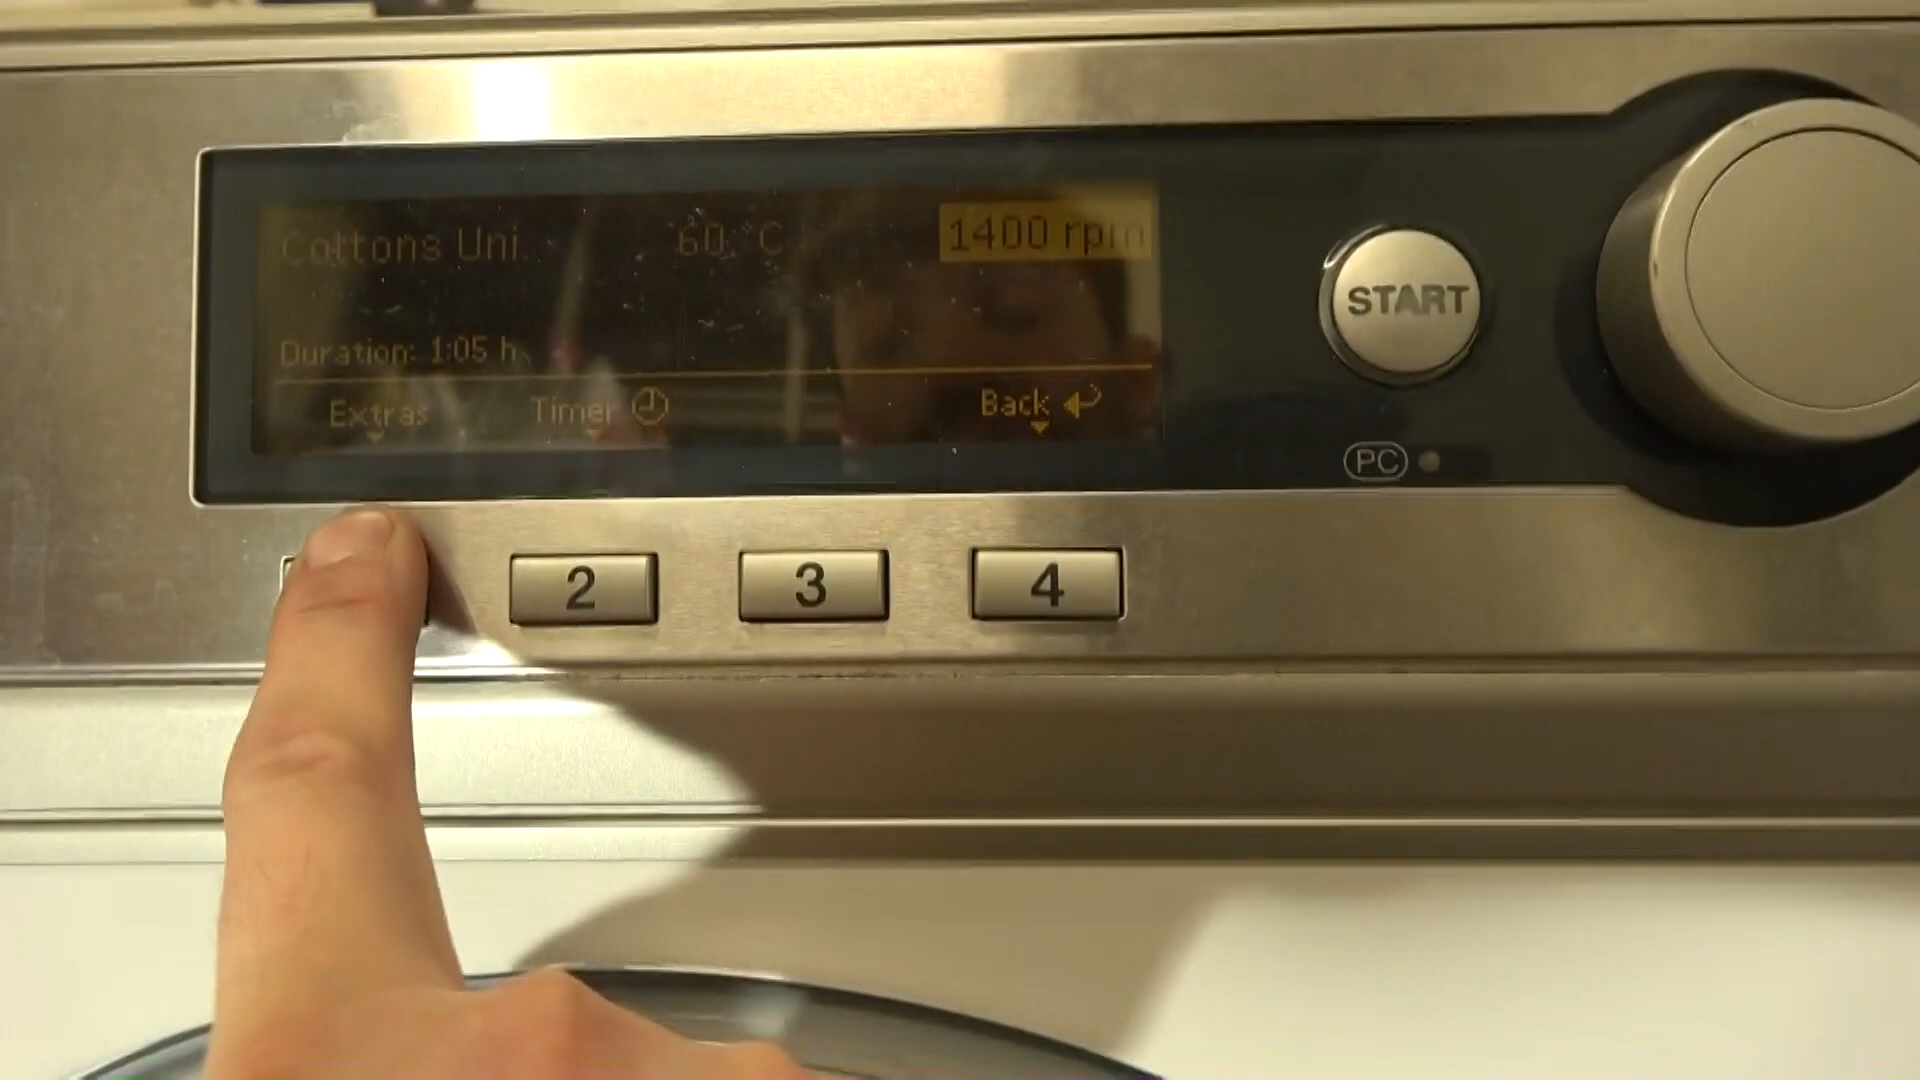 Cottons Uni. 60 °C 1400 rpm
Duration: 1:05 h
Extras Timer Back
START
PC
2 3 4